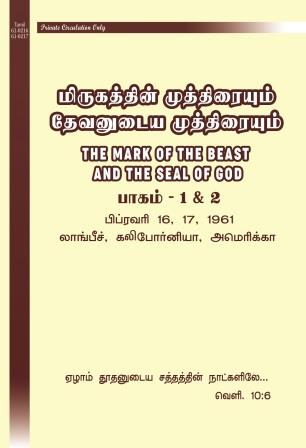 Tamil
61-0216
61-0217
Private Circulation Only
மிருகத்தின் முத்திரையும்
தேவனுடைய முத்திரையும்
THE MARK OF THE BEAST
AND THE SEAL OF GOD
பாகம் - 1 & 2
பிப்ரவரி 16, 17, 1961
லாங்பீச், கலிபோர்னியா, அமெரிக்கா
ஏழாம் தூதனுடைய சத்தத்தின் நாட்களிலே...
வெளி. 10:6